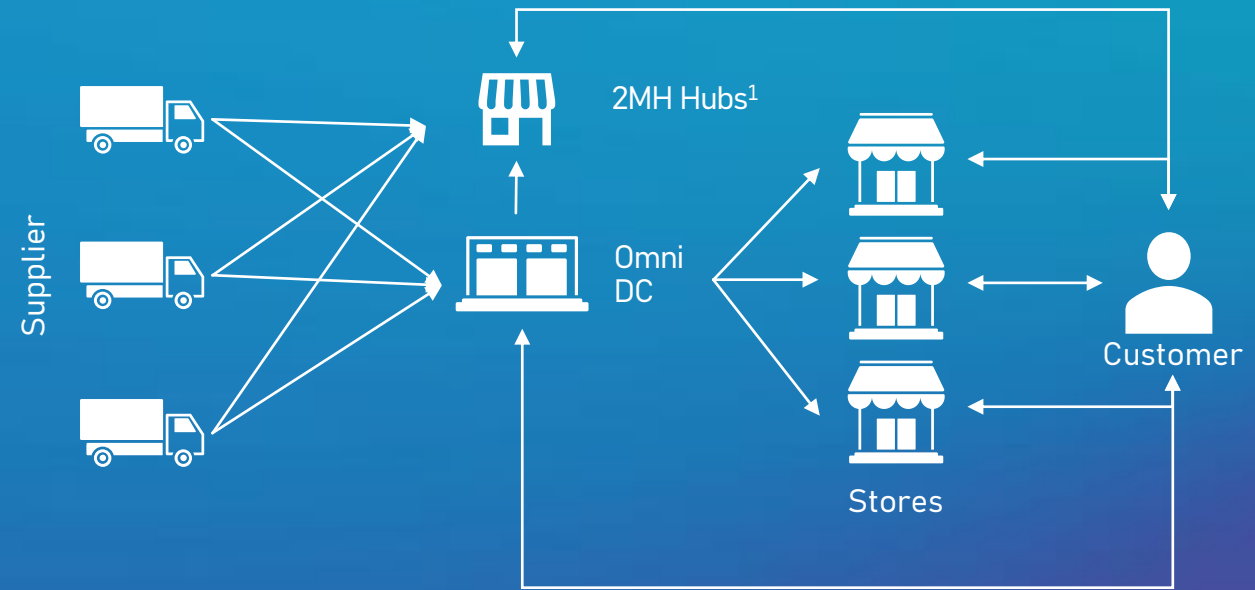 Supplier
2MH Hubs¹
Omni
DC
Stores
Customer